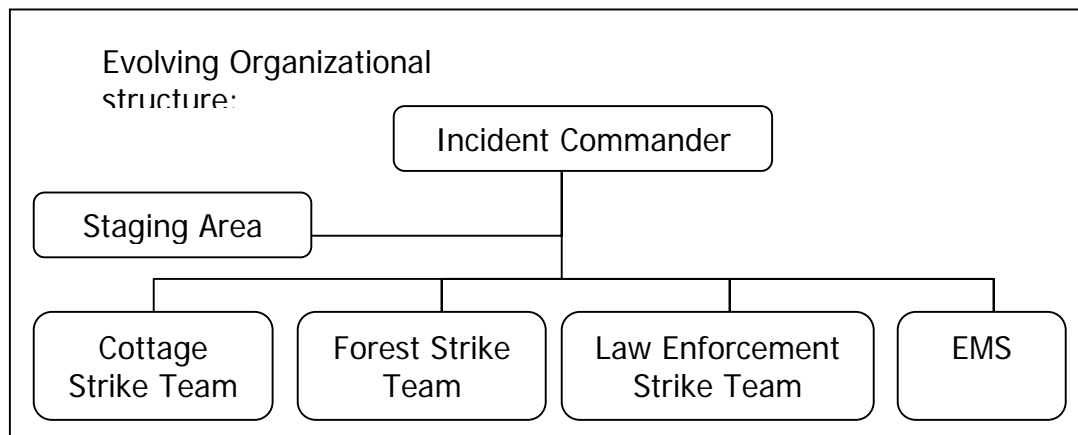 Evolving Organizational
structure:
Incident Commander
Staging Area
Cottage
Strike Team
Forest Strike
Team
Law Enforcement
Strike Team
EMS